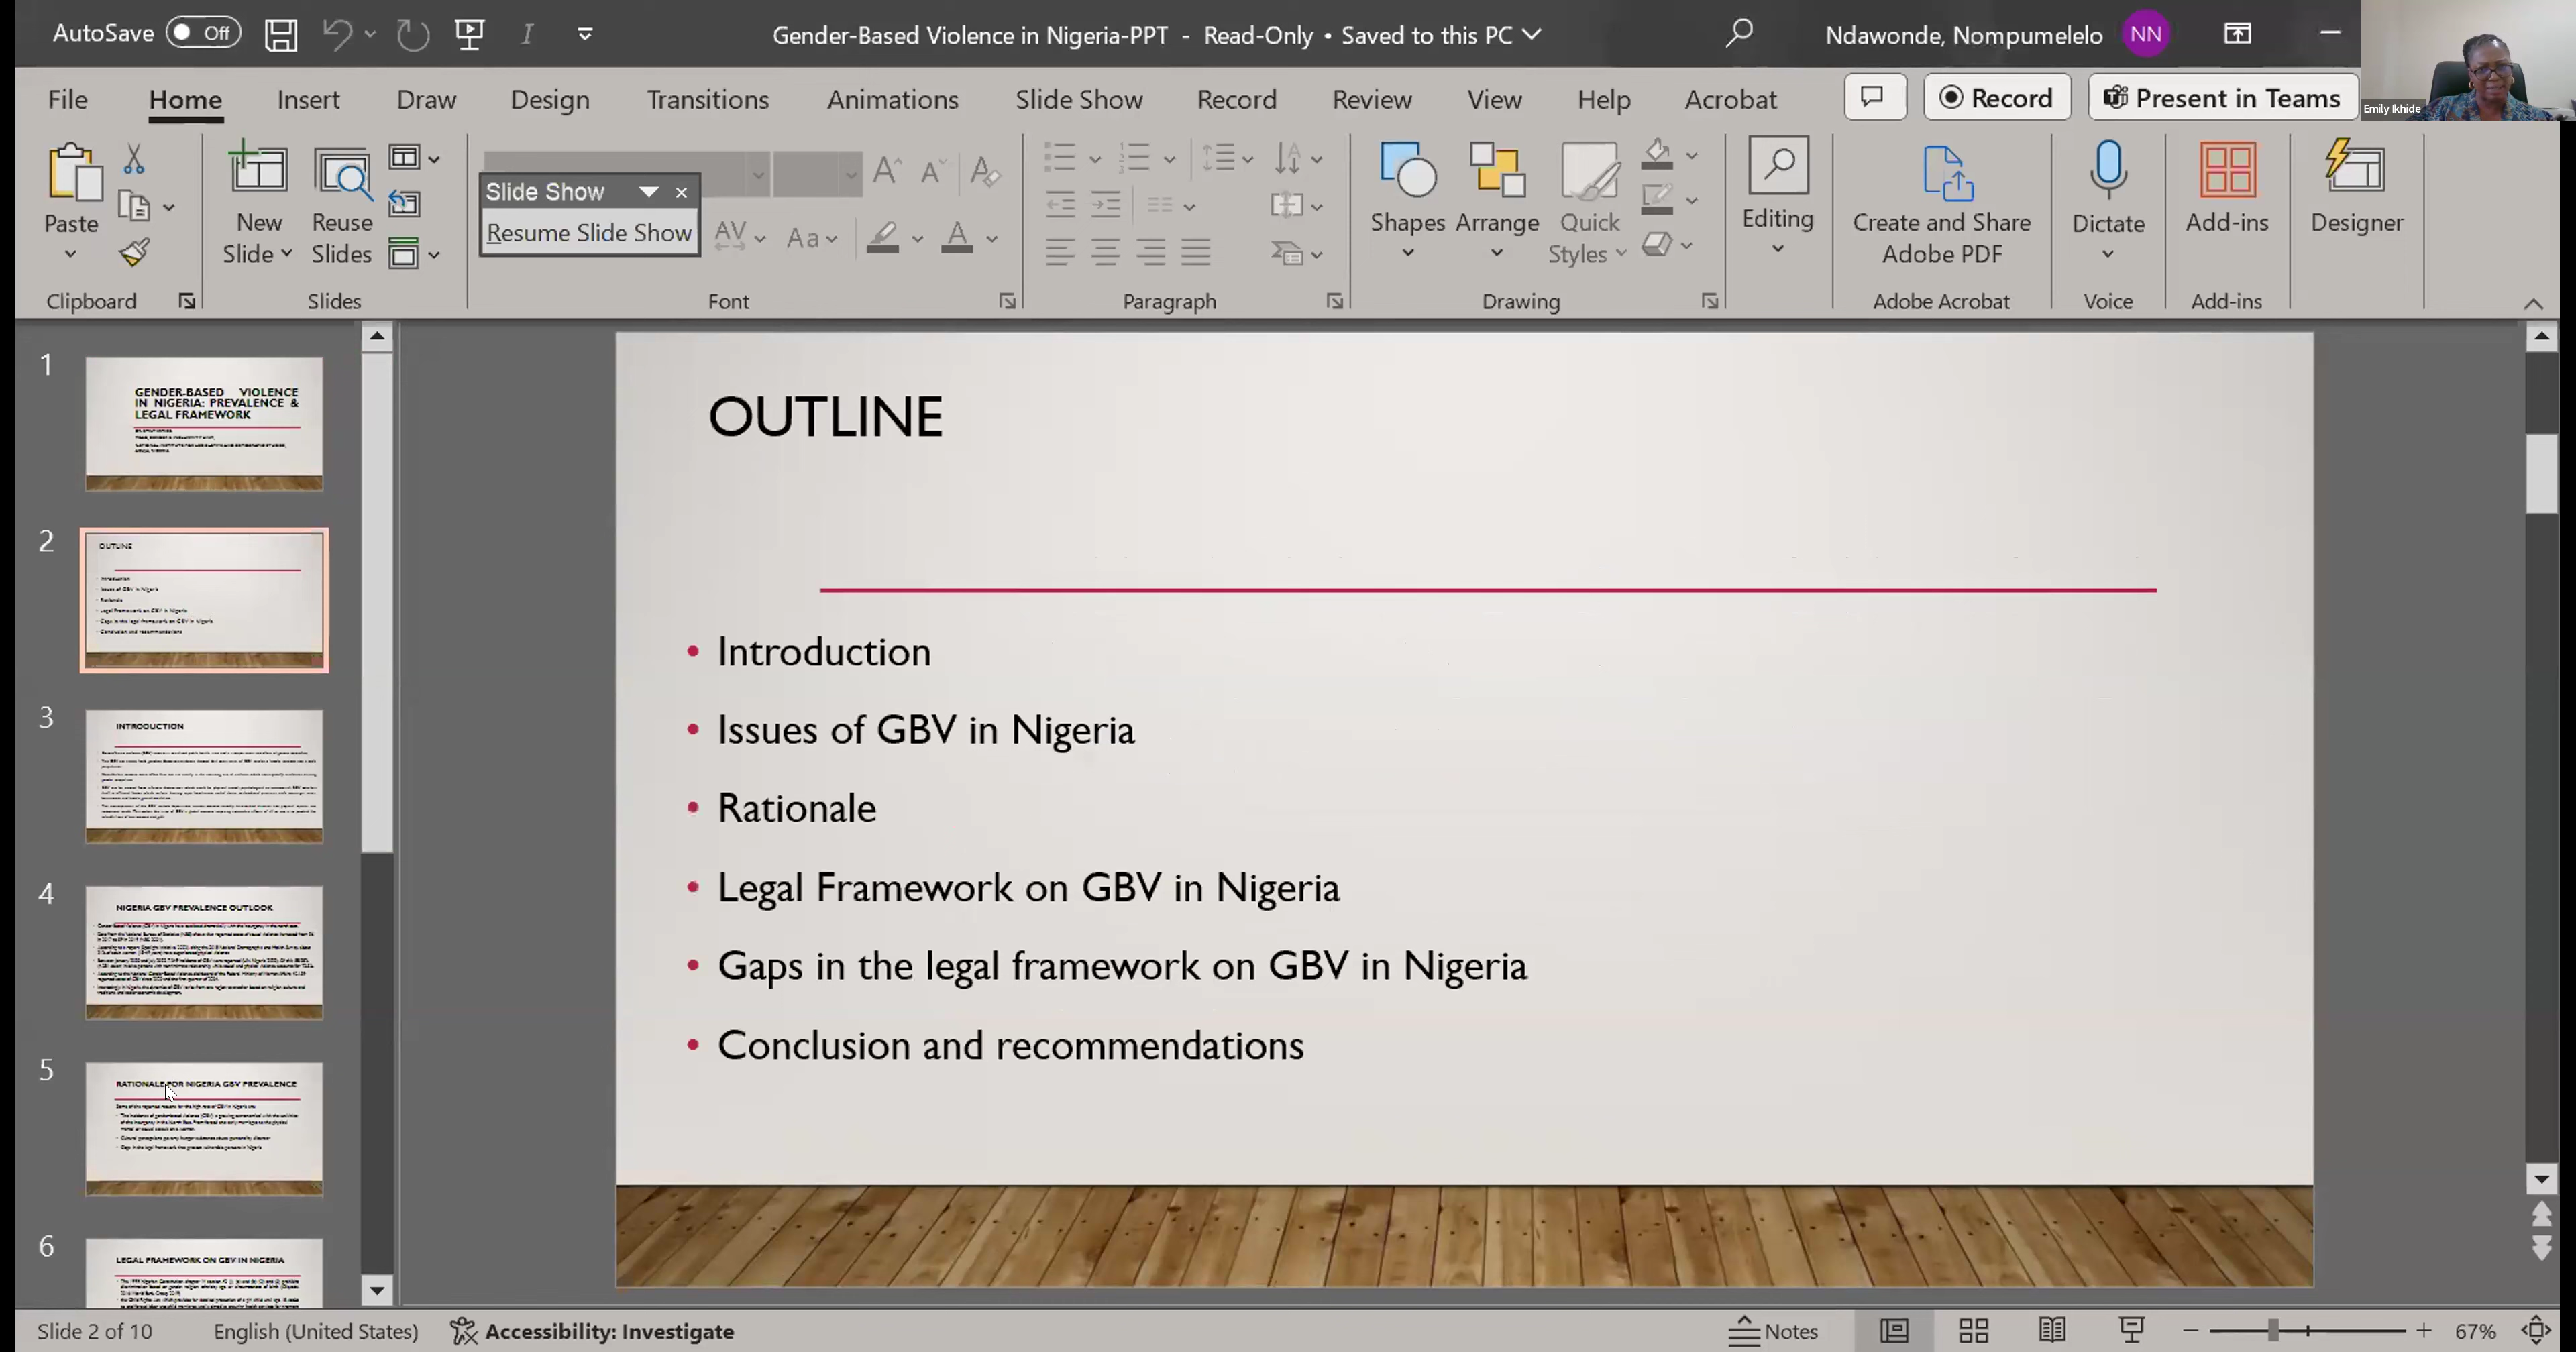 AutoSave Off
Gender-Based Violence in Nigeria-PPT - Read-Only • Saved to this PC
Ndawonde, Nompumelelo NN
Emily Ikhide
File Home Insert Draw Design Transitions Animations Slide Show Record Review View Help Acrobat
Record
Present in Teams
Paste
New Slide
Reuse Slides
Slide Show
Resume Slide Show
Aa
Shapes
Arrange
Quick Styles
Editing
Create and Share Adobe PDF
Dictate
Add-ins
Designer
Clipboard
Slides
Font
Paragraph
Drawing
Adobe Acrobat
Voice
Add-ins
1
GENDER-BASED VIOLENCE
IN NIGERIA: PREVALENCE &
LEGAL FRAMEWORK
2
OUTLINE
Introduction
Issues of GBV in Nigeria
Rationale
Legal Framework on GBV in Nigeria
Gaps in the legal framework on GBV in Nigeria
Conclusion and recommendations
3
INTRODUCTION
4
NIGERIA GBV PREVALENCE OUTLOOK
5
RATIONALE FOR NIGERIA GBV PREVALENCE
6
LEGAL FRAMEWORK ON GBV IN NIGERIA
OUTLINE
• Introduction
• Issues of GBV in Nigeria
• Rationale
• Legal Framework on GBV in Nigeria
• Gaps in the legal framework on GBV in Nigeria
• Conclusion and recommendations
Slide 2 of 10
English (United States)
Accessibility: Investigate
Notes
67%